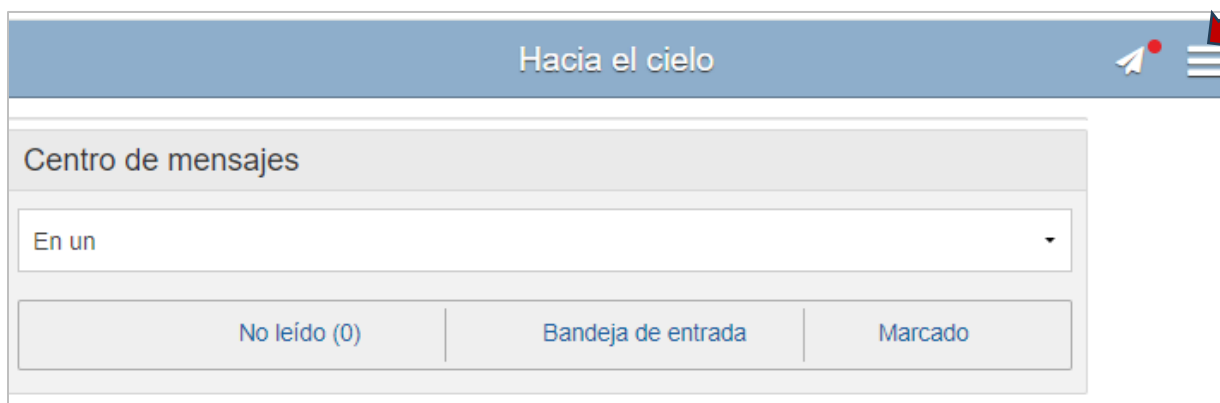 Hacia el cielo
Centro de mensajes
En un
No leído (0) Bandeja de entrada Marcado